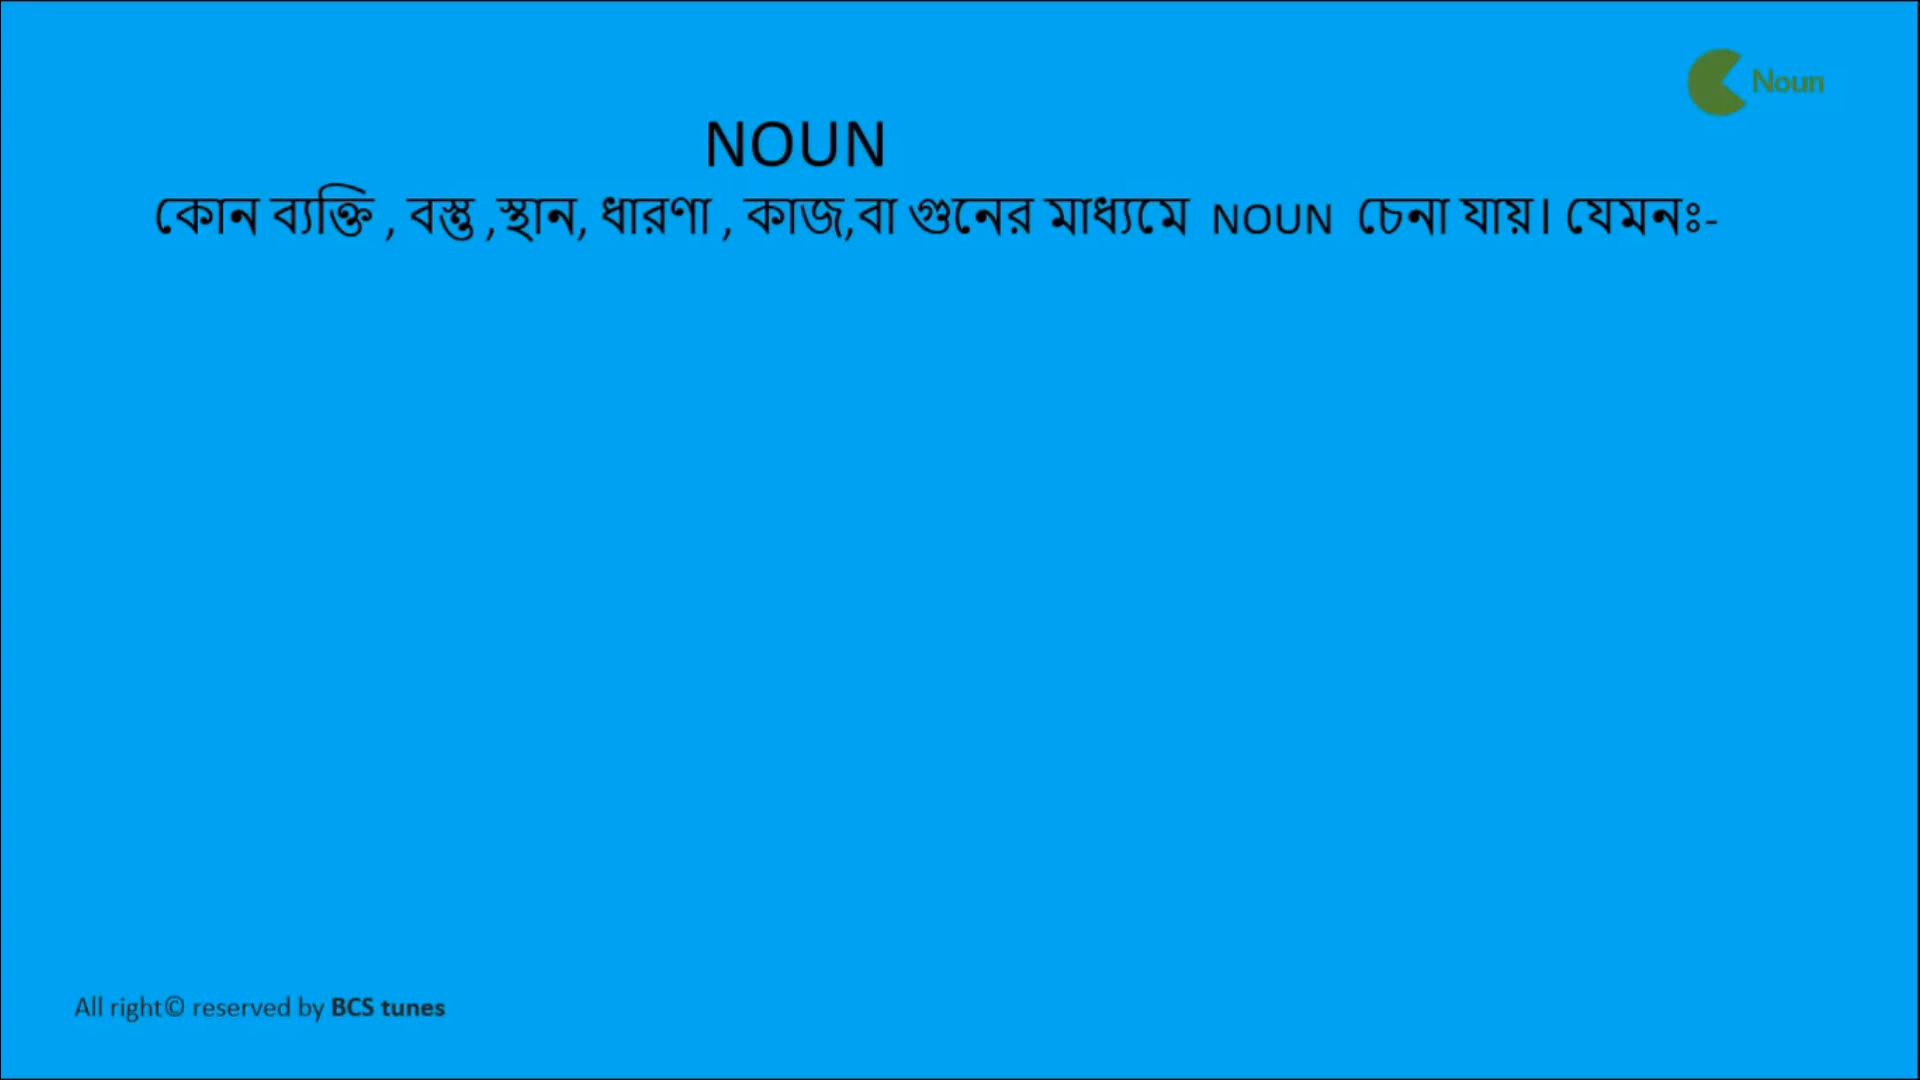 Noun
NOUN
কোন ব্যক্তি , বস্তু ,স্থান, ধারণা , কাজ,বা গুনের মাধ্যমে NOUN চেনা যায়। যেমনঃ-
All right© reserved by BCS tunes